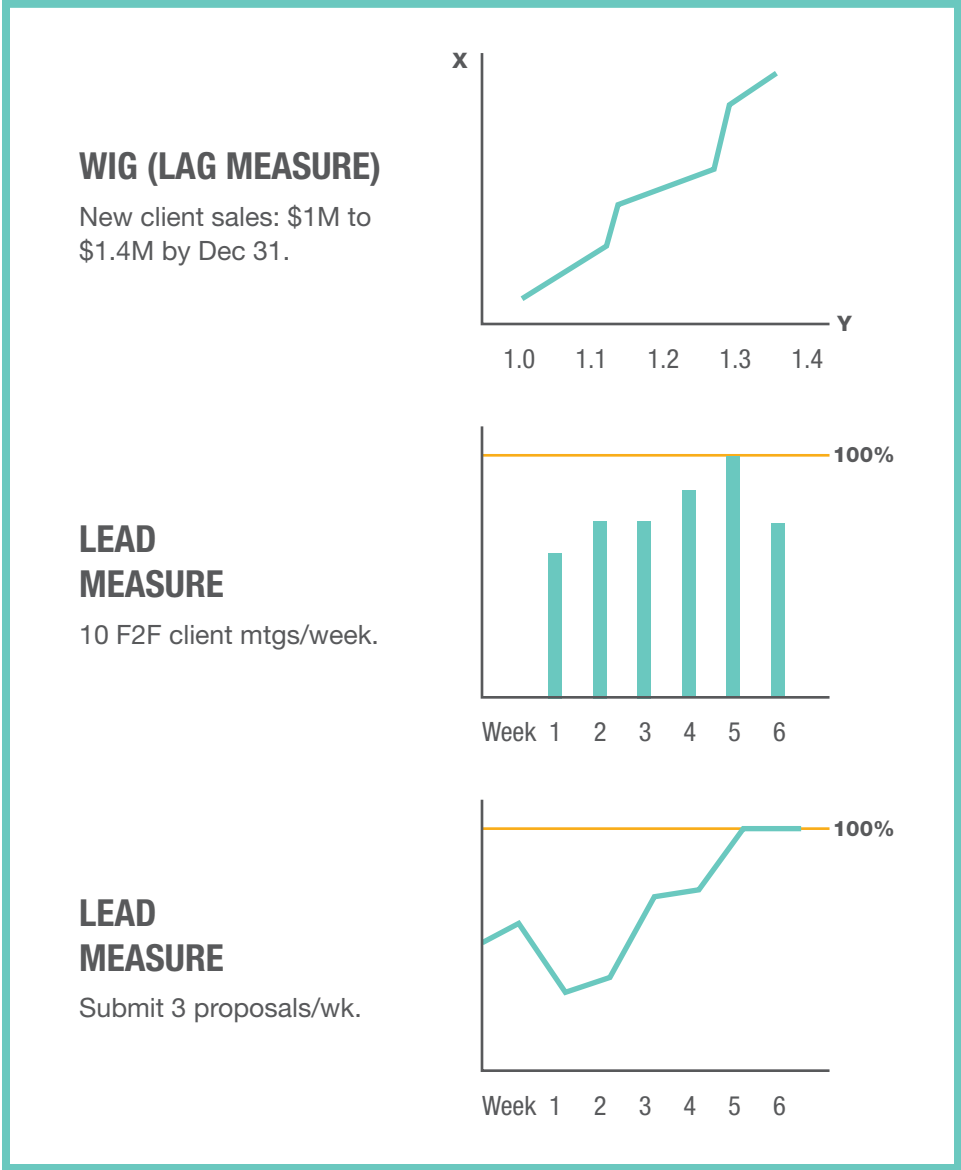 X
WIG (LAG MEASURE)
New client sales: $1M to
$1.4M by Dec 31.
Y
1.0 1.1 1.2 1.3 1.4
100%
LEAD
MEASURE
10 F2F client mtgs/week.
Week 1 2 3 4 5 6
100%
LEAD
MEASURE
Submit 3 proposals/wk.
Week 1 2 3 4 5 6